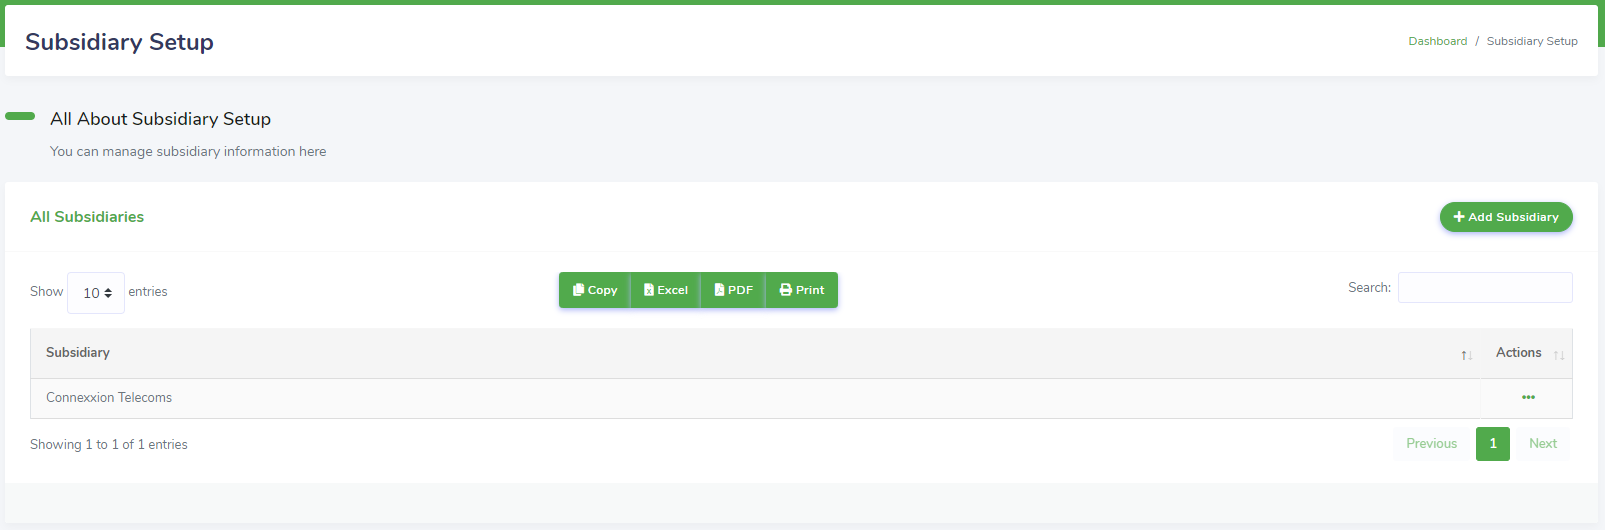 Subsidiary Setup
Dashboard / Subsidiary Setup
All About Subsidiary Setup
You can manage subsidiary information here
All Subsidiaries
Add Subsidiary
Show 10 entries
Copy Excel PDF Print
Search:
Subsidiary Actions
Connexxion Telecoms
Showing 1 to 1 of 1 entries
Previous 1 Next